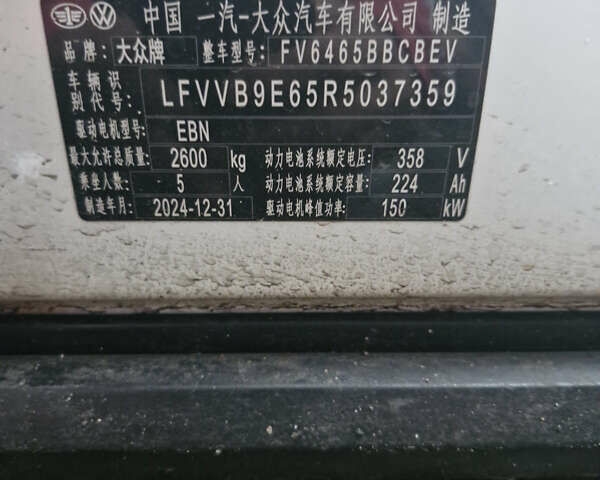 中国 一汽-大众汽车有限公司 制造
品牌: 大众牌 整车型号: FV6465BBCBEV
车辆识别代号: LFVVB9E65R5037359
驱动电机型号: EBN
最大允许总质量: 2600 kg 动力电池系统额定电压: 358 V
乘坐人数: 5 人 动力电池系统额定容量: 224 Ah
制造年月: 2024-12-31 驱动电机峰值功率: 150 kW